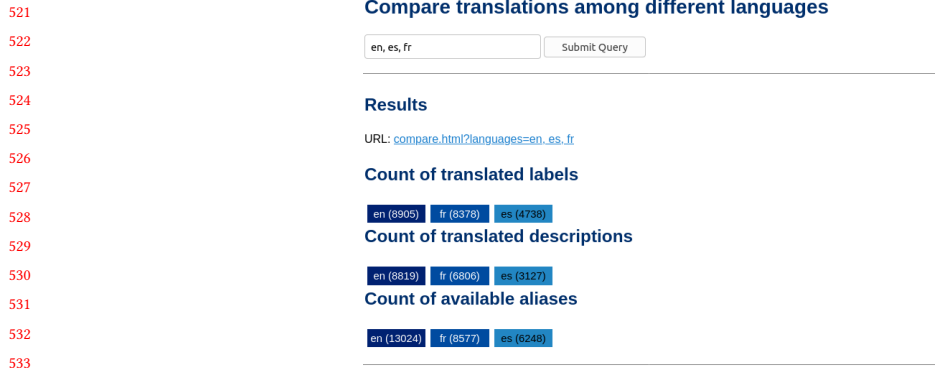 Compare translations among different languages
521
522
en, es, fr Submit Query
523
524
Results
525
URL: compare.html?languages=en, es, fr
526
Count of translated labels
527
528
en (8905) fr (8378) es (4738)
Count of translated descriptions
529
530
en (8819) fr (6806) es (3127)
Count of available aliases
531
532
en (13024) fr (8577) es (6248)
533